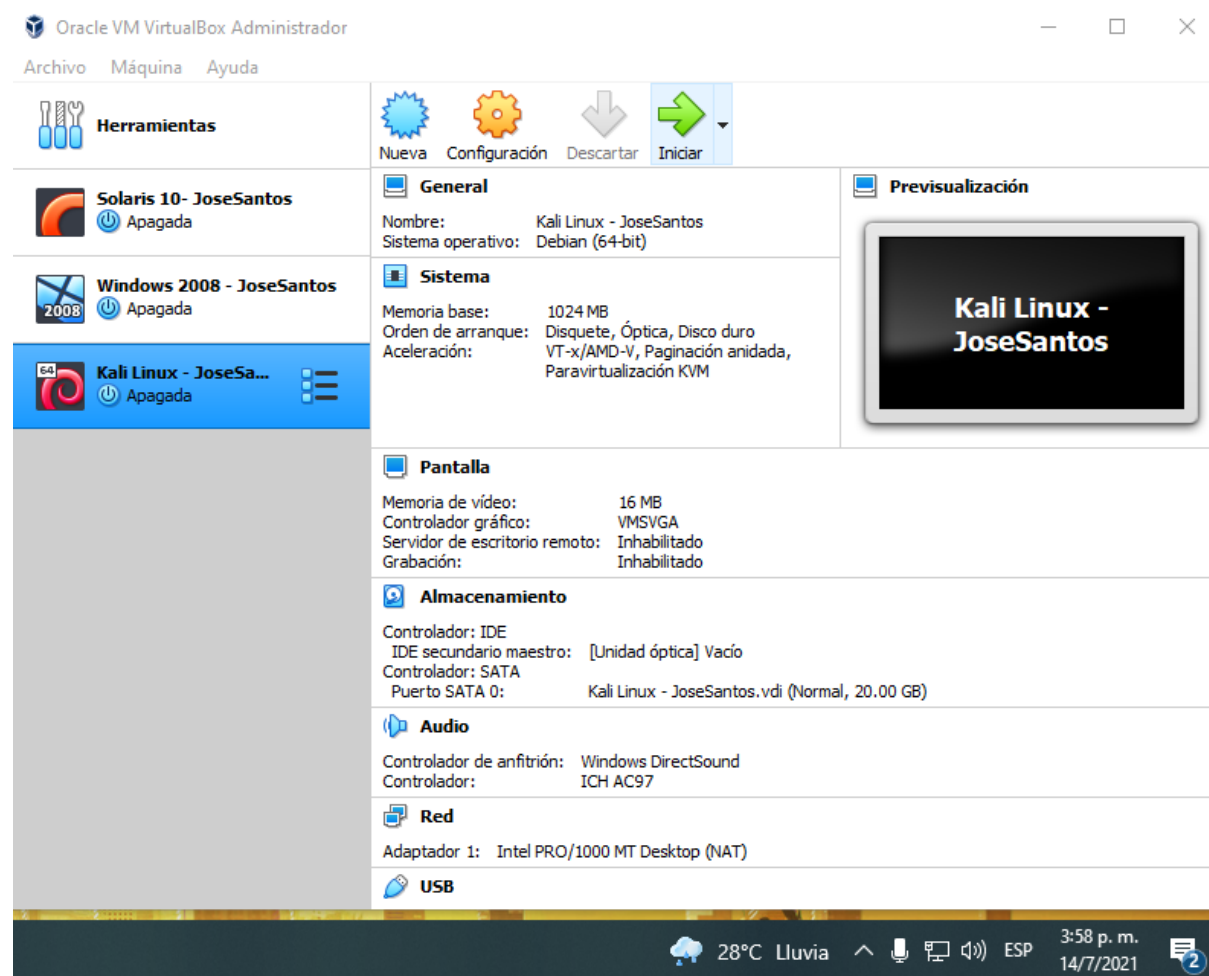 Oracle VM VirtualBox Administrador
Archivo Máquina Ayuda
Herramientas
Solaris 10- JoseSantos
Apagada
2008
Windows 2008 - JoseSantos
Apagada
64
Kali Linux - JoseSa...
Apagada
Nueva Configuración Descartar Iniciar
General
Nombre: Kali Linux - JoseSantos
Sistema operativo: Debian (64-bit)
Previsualización
Kali Linux -
JoseSantos
Sistema
Memoria base: 1024 MB
Orden de arranque: Disquete, Óptica, Disco duro
Aceleración: VT-x/AMD-V, Paginación anidada,
Paravirtualización KVM
Pantalla
Memoria de vídeo: 16 MB
Controlador gráfico: VMSVGA
Servidor de escritorio remoto: Inhabilitado
Grabación: Inhabilitado
Almacenamiento
Controlador: IDE
IDE secundario maestro: [Unidad óptica] Vacío
Controlador: SATA
Puerto SATA 0: Kali Linux - JoseSantos.vdi (Normal, 20.00 GB)
Audio
Controlador de anfitrión: Windows DirectSound
Controlador: ICH AC97
Red
Adaptador 1: Intel PRO/1000 MT Desktop (NAT)
USB
28°C Lluvia ESP 3:58 p. m.
14/7/2021
2